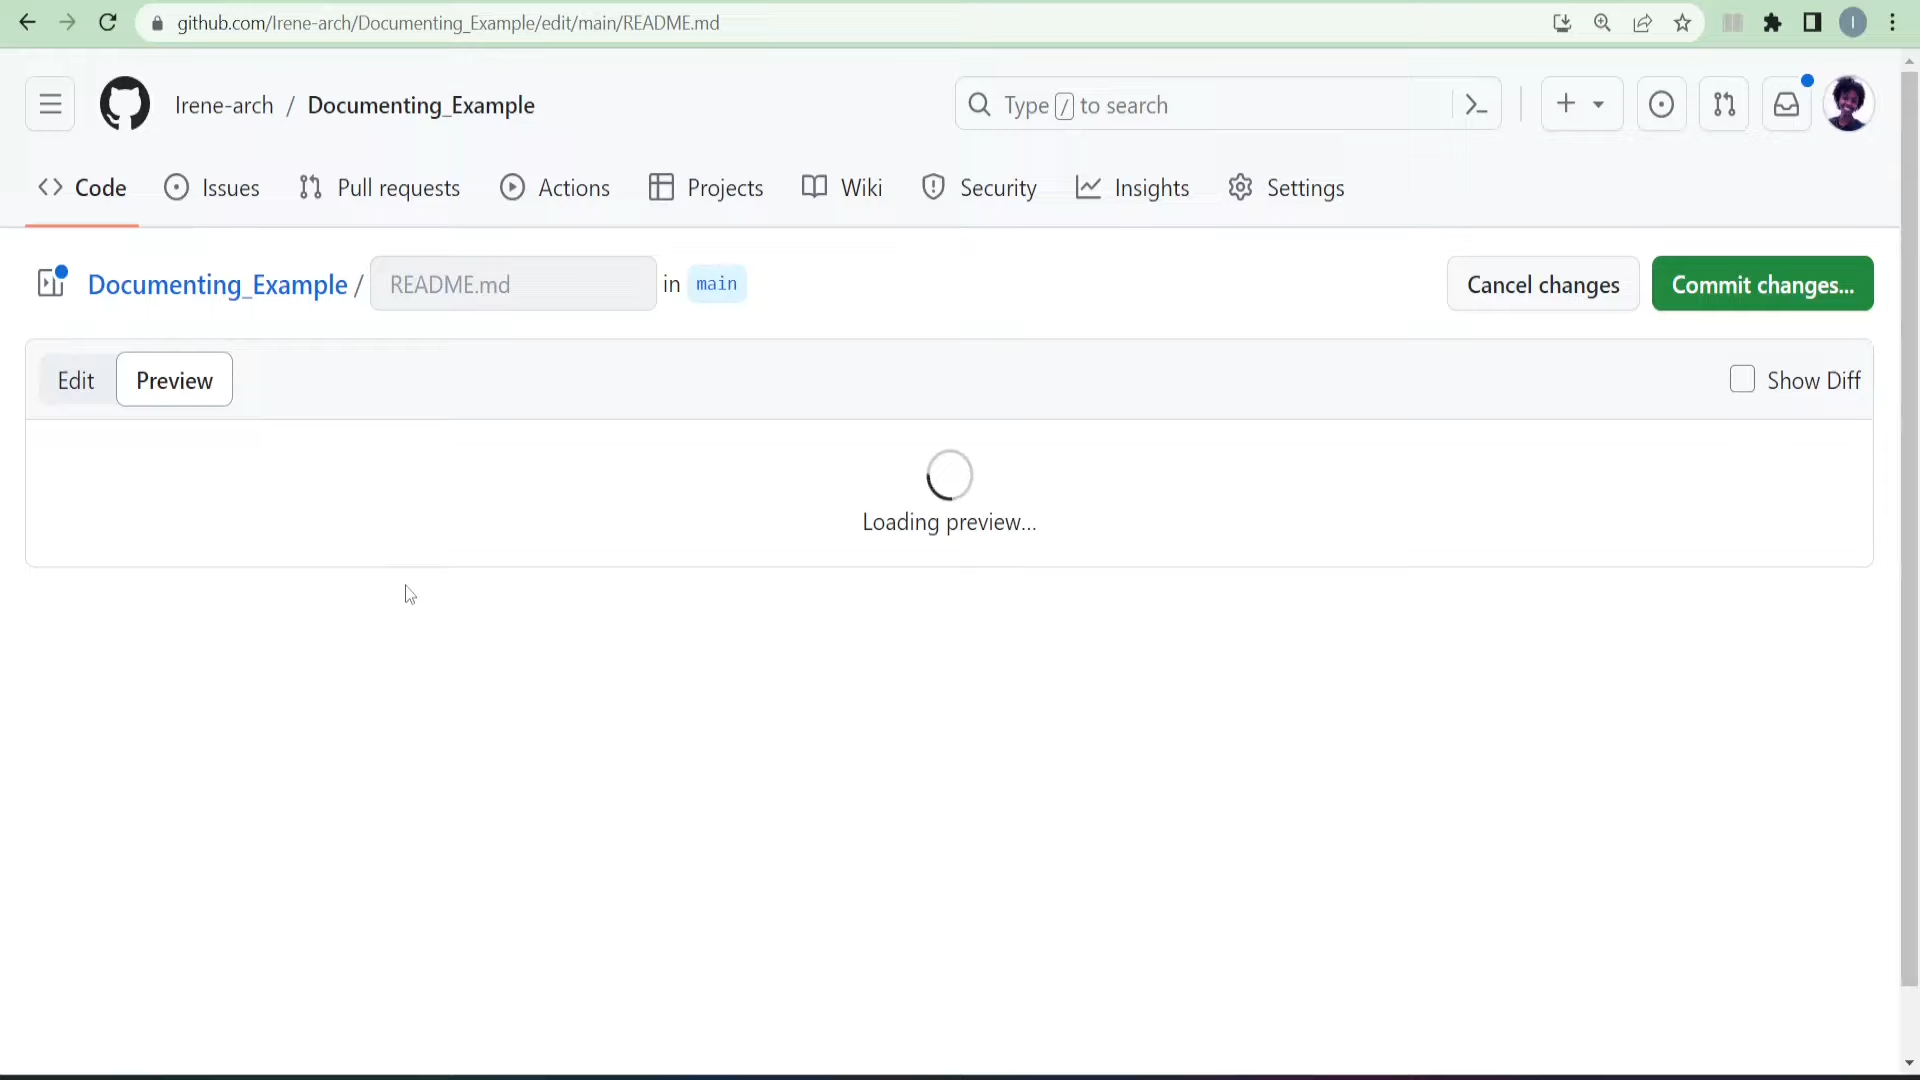 github.com/Irene-arch/Documenting_Example/edit/main/README.md
I
Irene-arch / Documenting_Example
Type / to search
Code Issues Pull requests Actions Projects Wiki Security Insights Settings
Documenting_Example / README.md in main
Cancel changes Commit changes...
Edit Preview
Show Diff
Loading preview...